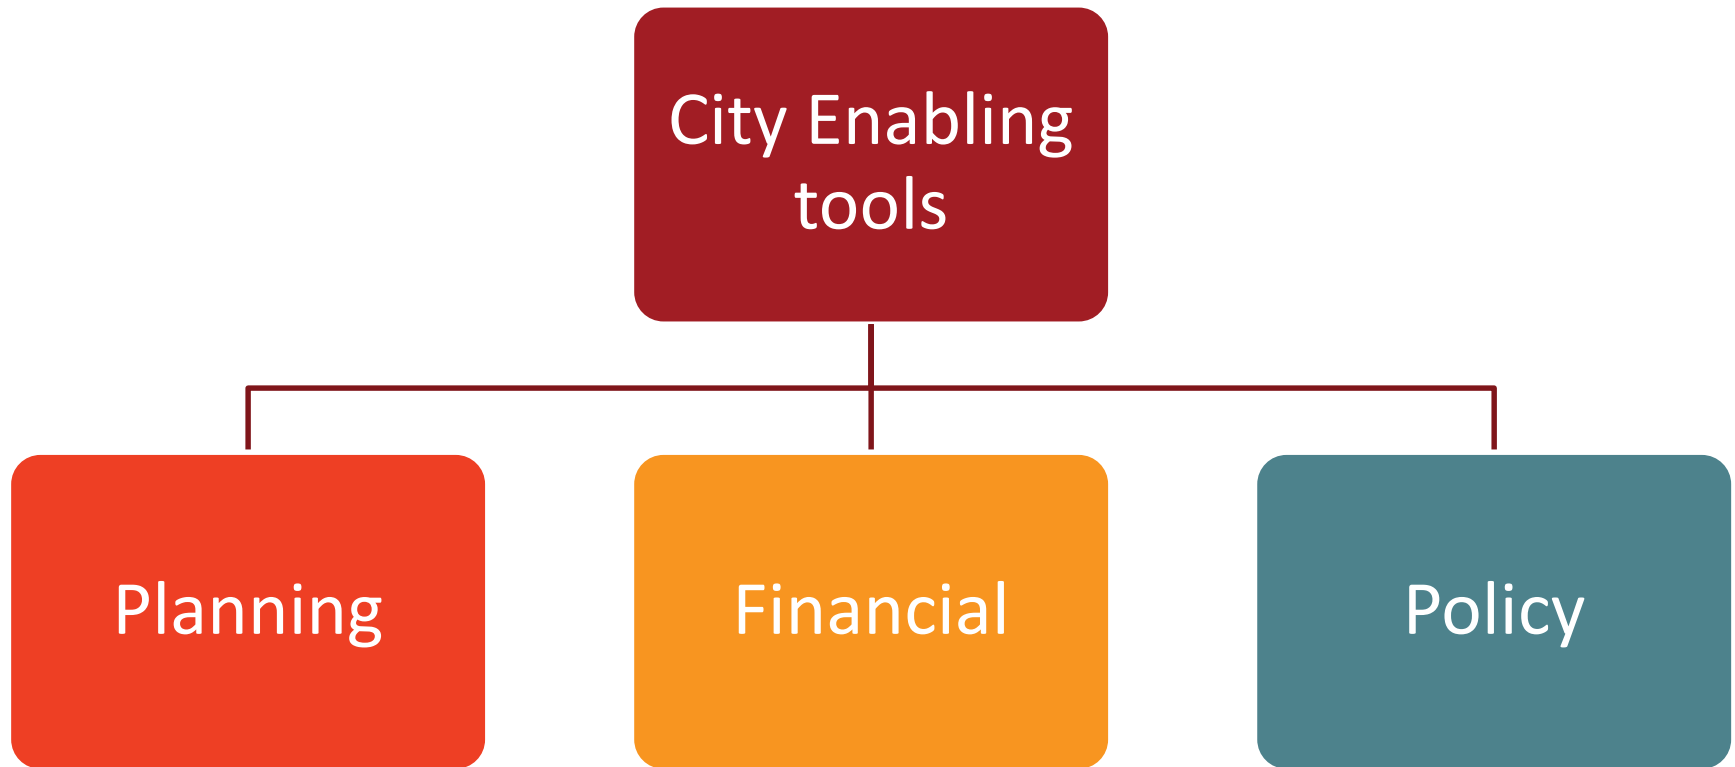 City Enabling
tools
Planning
Financial
Policy